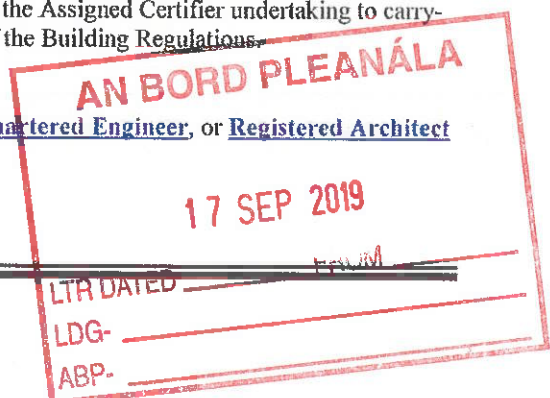 the Assigned Certifier undertaking to carry-
the Building Regulations.
AN BORD PLEANÁLA
hartered Engineer, or Registered Architect
17 SEP 2019
LTR DATED FROM
LDG-
ABP-